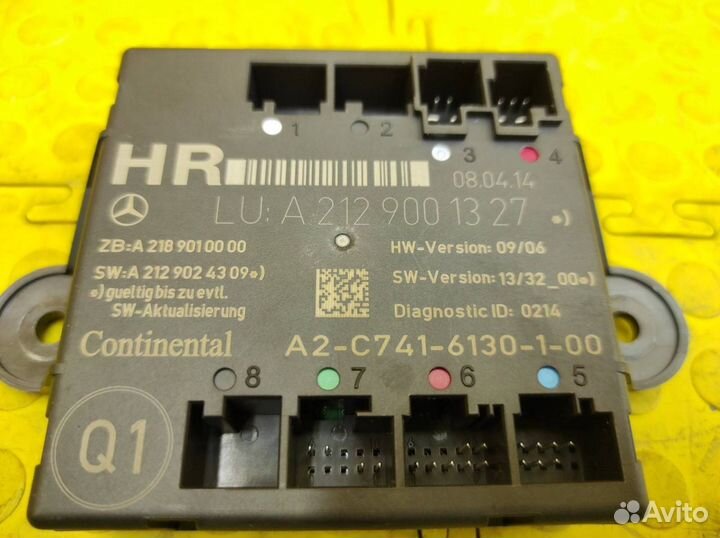 1 2 3 4
HR
08.04.14
LU: A 212 900 13 27 *)
ZB:A 218 901 00 00
HW-Version: 09/06
SW:A 212 902 43 09*)
SW-Version: 13/32_00*)
*) gueltig bis zu evtl.
SW-Aktualisierung
Diagnostic ID: 0214
Continental
A2-C741-6130-1-00
8 7 6 5
Q1
Avito